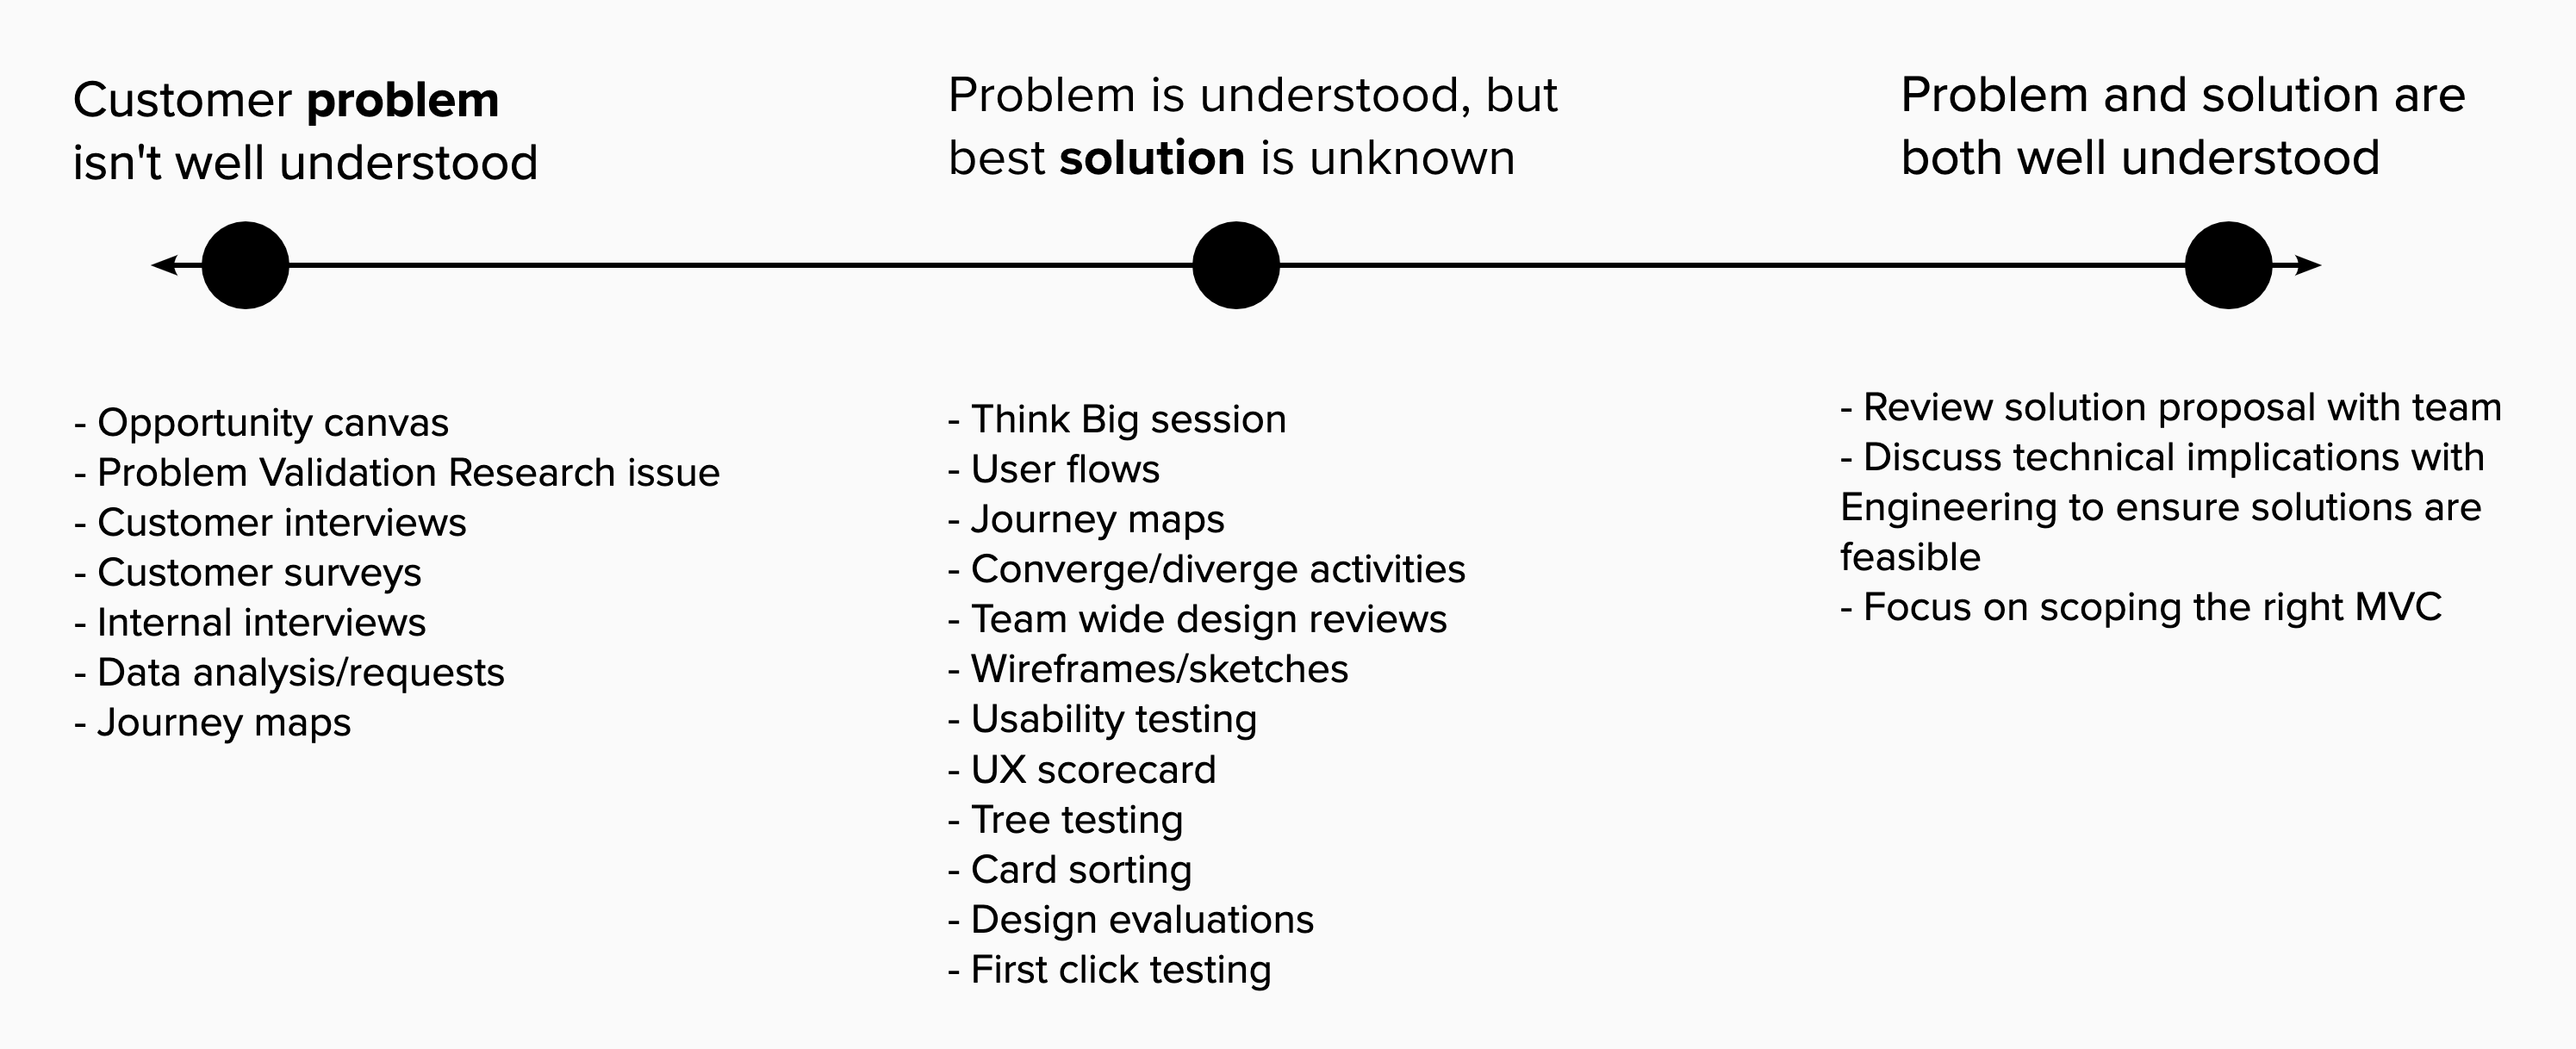 Customer problem
isn't well understood
Problem is understood, but
best solution is unknown
Problem and solution are
both well understood
- Opportunity canvas
- Problem Validation Research issue
- Customer interviews
- Customer surveys
- Internal interviews
- Data analysis/requests
- Journey maps
- Think Big session
- User flows
- Journey maps
- Converge/diverge activities
- Team wide design reviews
- Wireframes/sketches
- Usability testing
- UX scorecard
- Tree testing
- Card sorting
- Design evaluations
- First click testing
- Review solution proposal with team
- Discuss technical implications with
Engineering to ensure solutions are
feasible
- Focus on scoping the right MVC